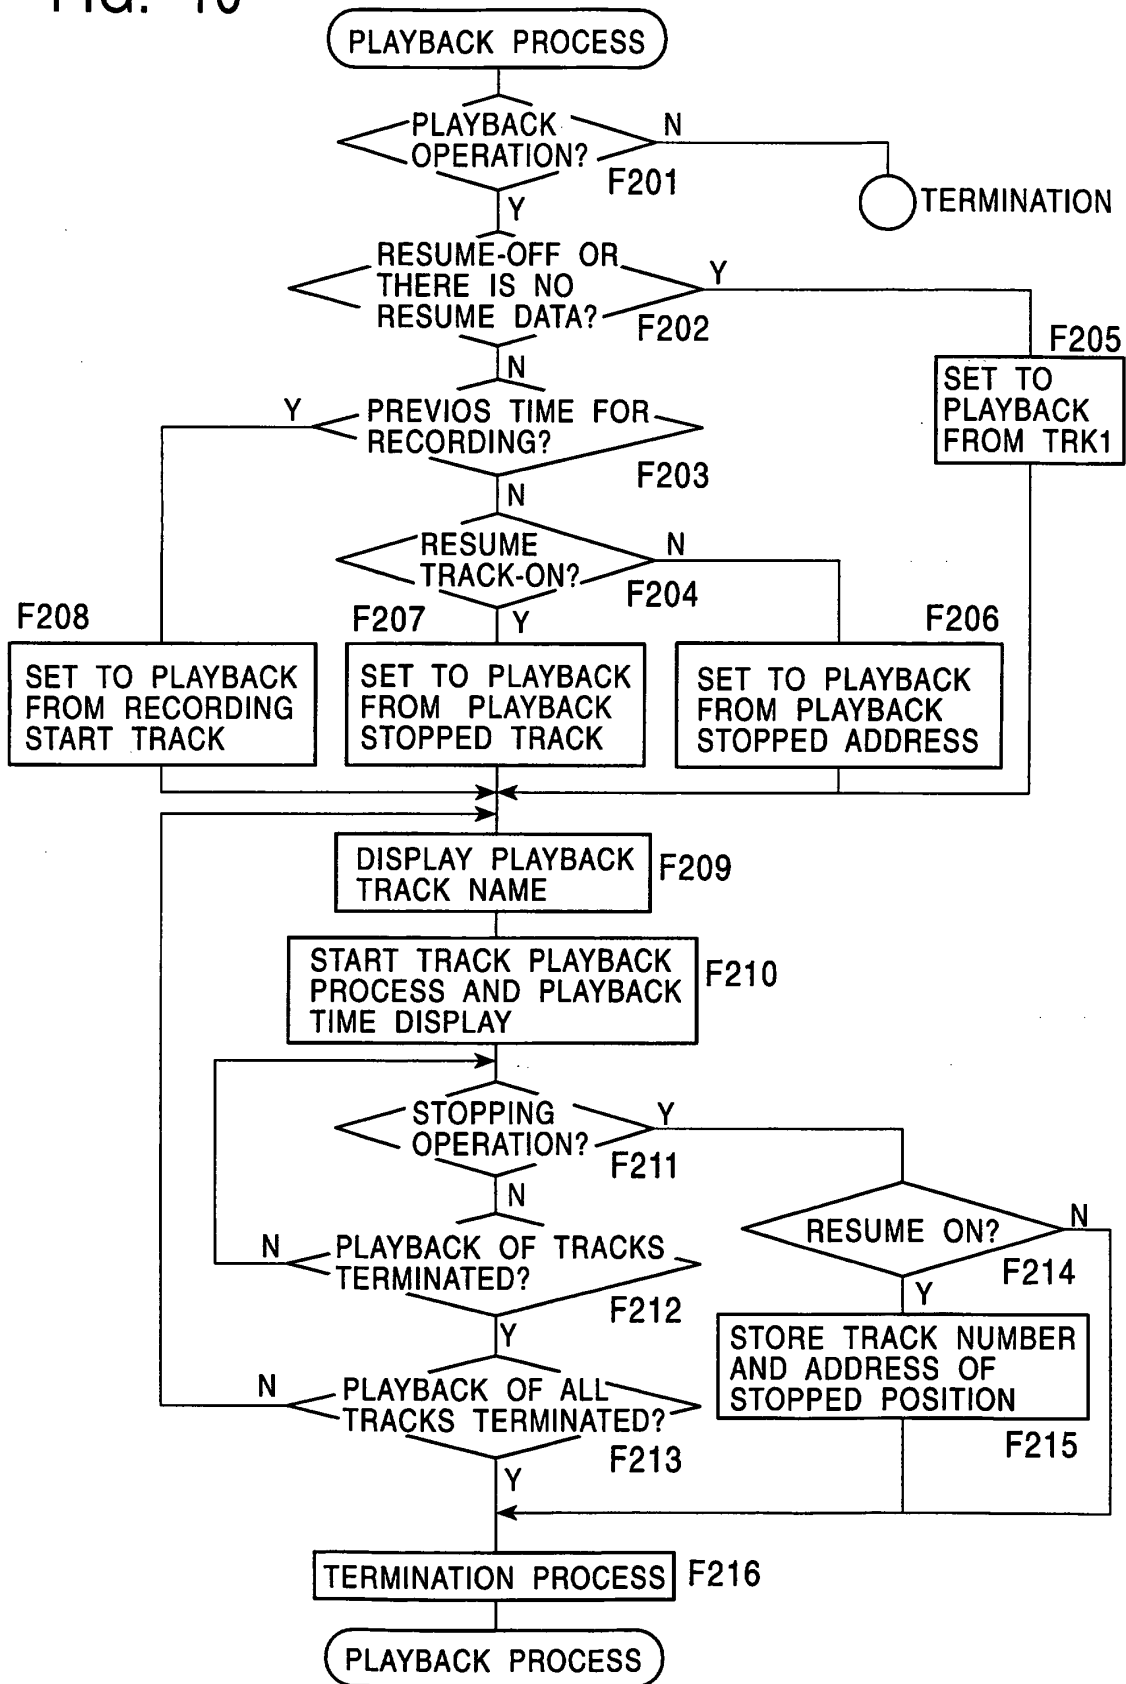 FIG. 10
PLAYBACK PROCESS
PLAYBACK
OPERATION?
N
F201
TERMINATION
Y
RESUME-OFF OR
THERE IS NO
RESUME DATA?
Y
F202
F205
SET TO
PLAYBACK
FROM TRK1
N
Y
PREVIOS TIME FOR
RECORDING?
F203
N
RESUME
TRACK-ON?
N
F204
Y
F208
SET TO PLAYBACK
FROM RECORDING
START TRACK
F207
SET TO PLAYBACK
FROM PLAYBACK
STOPPED TRACK
F206
SET TO PLAYBACK
FROM PLAYBACK
STOPPED ADDRESS
DISPLAY PLAYBACK
TRACK NAME
F209
START TRACK PLAYBACK
PROCESS AND PLAYBACK
TIME DISPLAY
F210
STOPPING
OPERATION?
Y
F211
N
RESUME ON?
N
F214
Y
N
PLAYBACK OF TRACKS
TERMINATED?
F212
Y
STORE TRACK NUMBER
AND ADDRESS OF
STOPPED POSITION
F215
N
PLAYBACK OF ALL
TRACKS TERMINATED?
F213
Y
TERMINATION PROCESS
F216
PLAYBACK PROCESS